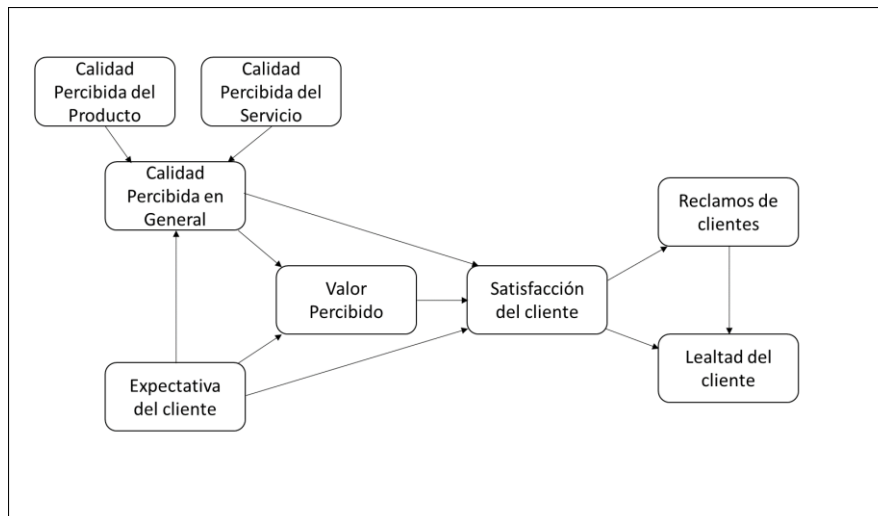 Calidad
Percibida del
Producto
Calidad
Percibida del
Servicio
Calidad
Percibida en
General
Reclamos de
clientes
Valor
Percibido
Satisfacción
del cliente
Lealtad del
cliente
Expectativa
del cliente